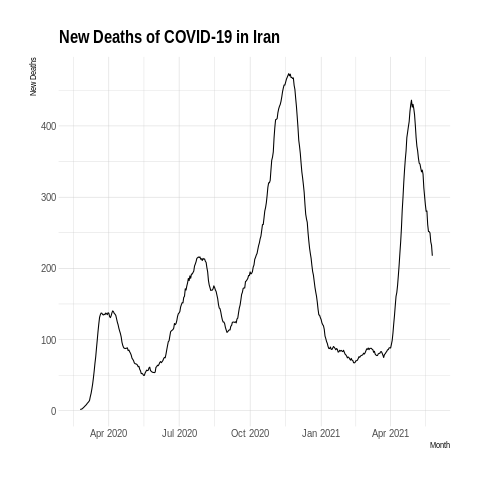 New Deaths of COVID-19 in Iran
New Deaths
400
300
200
100
0
Apr 2020 Jul 2020 Oct 2020 Jan 2021 Apr 2021
Month